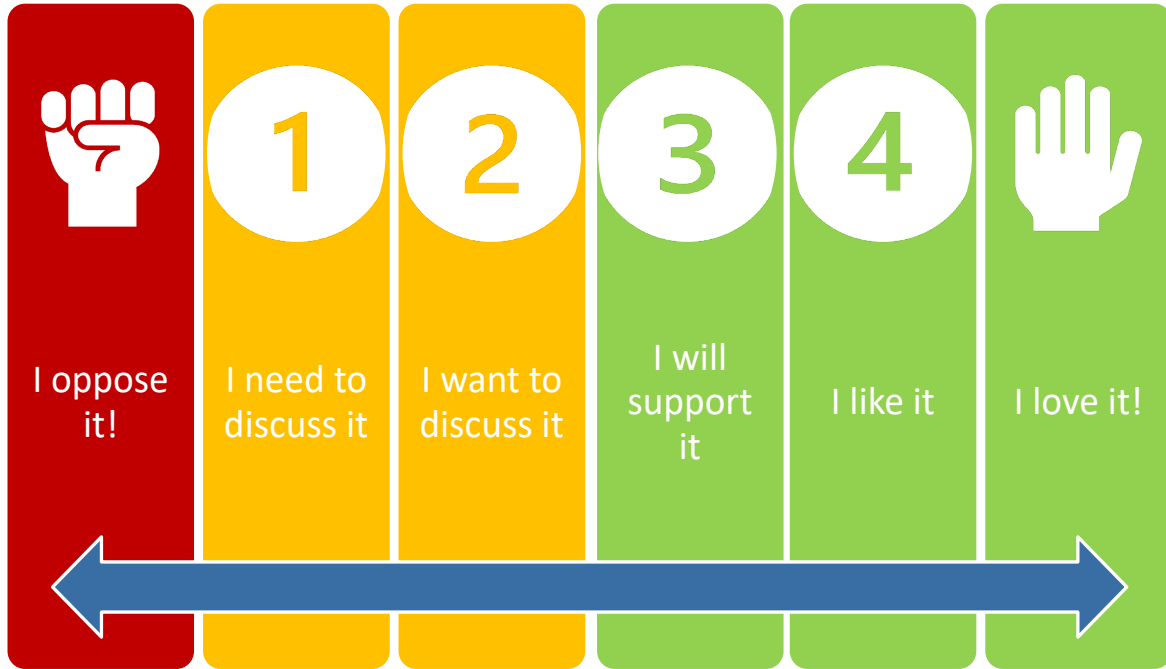 1
2
3
4
I oppose
it!
I need to
discuss it
I want to
discuss it
I will
support
it
I like it
I love it!